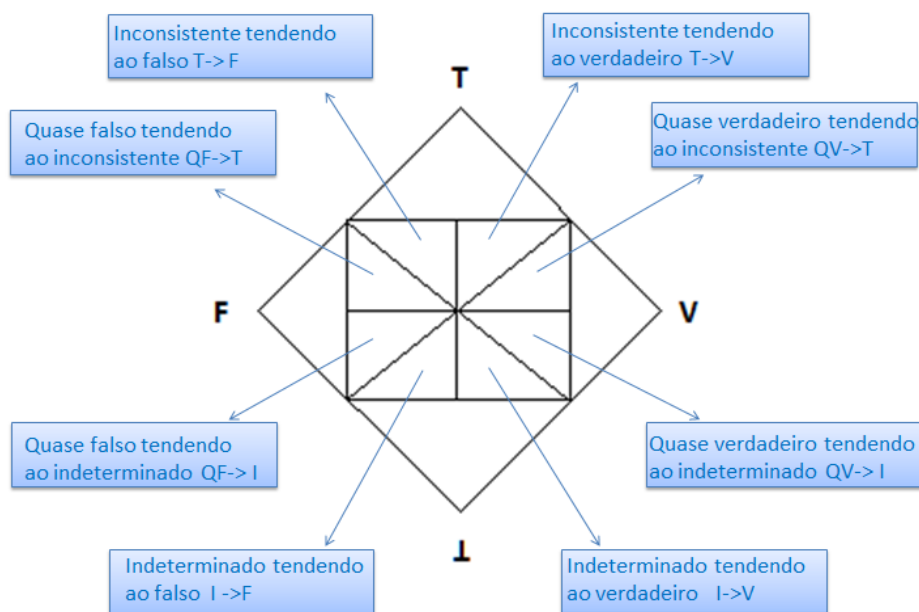 Inconsistente tendendo
ao falso T-> F
Inconsistente tendendo
ao verdadeiro T->V
T
Quase falso tendendo
ao inconsistente QF->T
Quase verdadeiro tendendo
ao inconsistente QV->T
F
V
Quase falso tendendo
ao indeterminado QF-> I
Quase verdadeiro tendendo
ao indeterminado QV-> I
⊥
Indeterminado tendendo
ao falso I ->F
Indeterminado tendendo
ao verdadeiro I->V